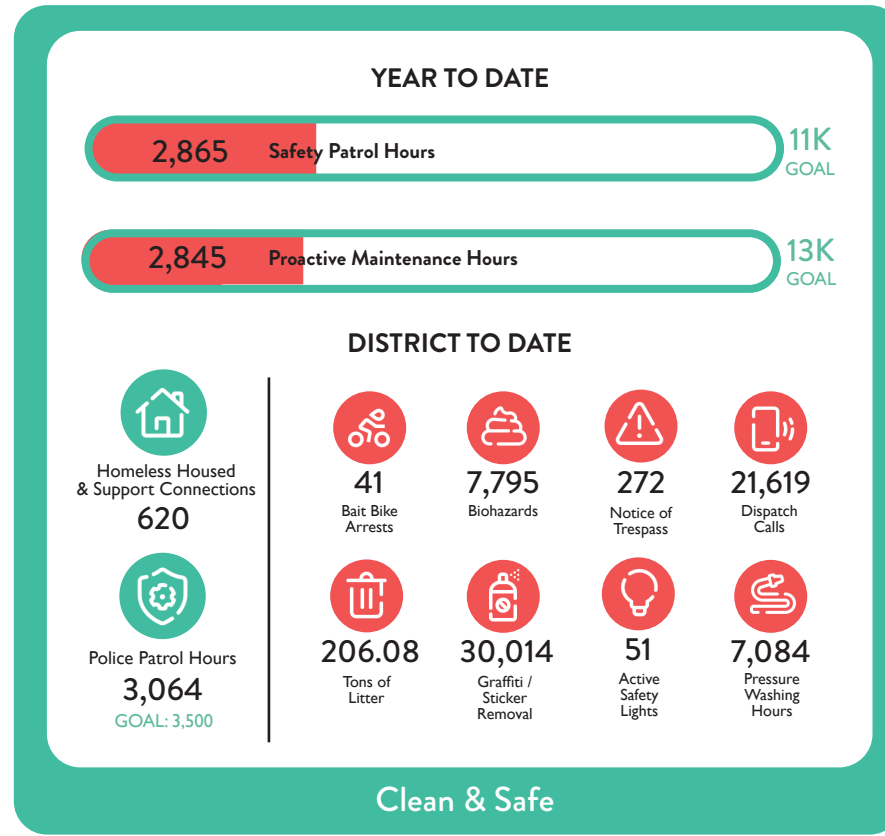 YEAR TO DATE
2,865 Safety Patrol Hours
11K
GOAL
2,845 Proactive Maintenance Hours
13K
GOAL
DISTRICT TO DATE
Homeless Housed
& Support Connections
620
Police Patrol Hours
3,064
GOAL: 3,500
41
Bait Bike
Arrests
7,795
Biohazards
272
Notice of
Trespass
21,619
Dispatch
Calls
206.08
Tons of
Litter
30,014
Graffiti /
Sticker
Removal
51
Active
Safety
Lights
7,084
Pressure
Washing
Hours
Clean & Safe